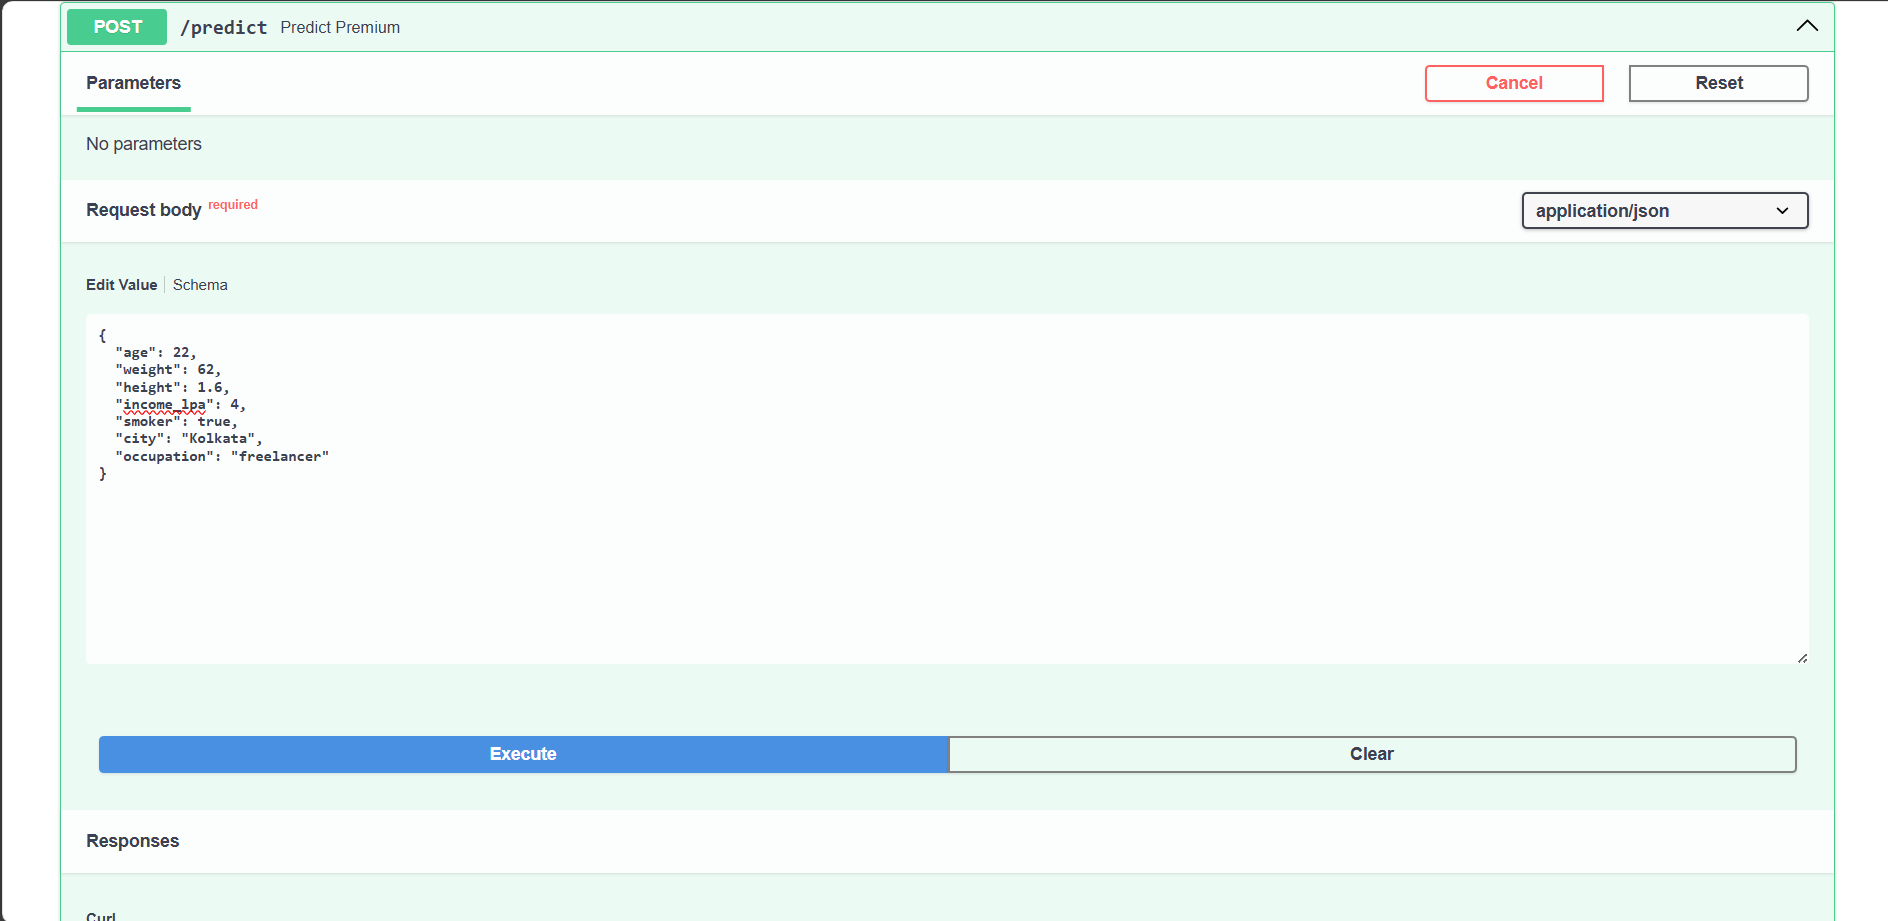 POST /predict Predict Premium
Parameters
Cancel
Reset
No parameters
Request body required
application/json
Edit Value
Schema
{
  "age": 22,
  "weight": 62,
  "height": 1.6,
  "income_lpa": 4,
  "smoker": true,
  "city": "Kolkata",
  "occupation": "freelancer"
}
Execute
Clear
Responses
Curl